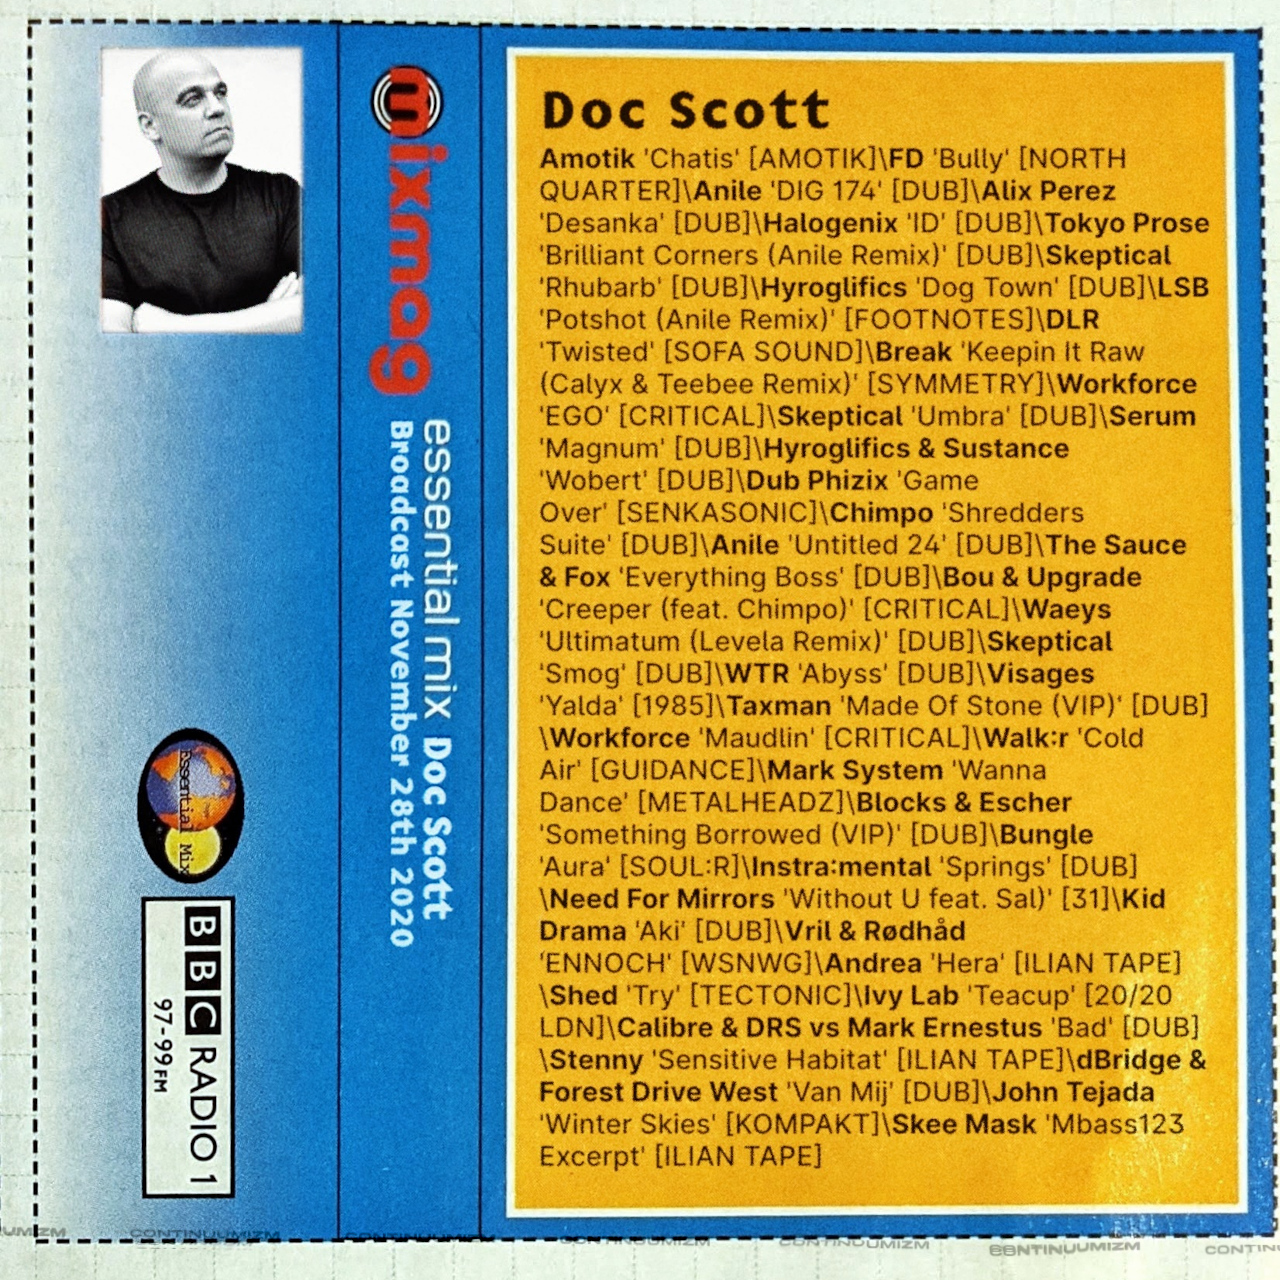 Doc Scott
Amotik 'Chatis' [AMOTIK]\FD 'Bully' [NORTH
QUARTER]\Anile 'DIG 174' [DUB]\Alix Perez
'Desanka' [DUB]\Halogenix 'ID' [DUB]\Tokyo Prose
'Brilliant Corners (Anile Remix)' [DUB]\Skeptical
'Rhubarb' [DUB]\Hyroglifics 'Dog Town' [DUB]\LSB
'Potshot (Anile Remix)' [FOOTNOTES]\DLR
'Twisted' [SOFA SOUND]\Break 'Keepin It Raw
(Calyx & Teebee Remix)' [SYMMETRY]\Workforce
'EGO' [CRITICAL]\Skeptical 'Umbra' [DUB]\Serum
'Magnum' [DUB]\Hyroglifics & Sustance
'Wobert' [DUB]\Dub Phizix 'Game
Over' [SENKASONIC]\Chimpo 'Shredders
Suite' [DUB]\Anile 'Untitled 24' [DUB]\The Sauce
& Fox 'Everything Boss' [DUB]\Bou & Upgrade
'Creeper (feat. Chimpo)' [CRITICAL]\Waeys
'Ultimatum (Levela Remix)' [DUB]\Skeptical
'Smog' [DUB]\WTR 'Abyss' [DUB]\Visages
'Yalda' [1985]\Taxman 'Made Of Stone (VIP)' [DUB]
\Workforce 'Maudlin' [CRITICAL]\Walk:r 'Cold
Air' [GUIDANCE]\Mark System 'Wanna
Dance' [METALHEADZ]\Blocks & Escher
'Something Borrowed (VIP)' [DUB]\Bungle
'Aura' [SOUL:R]\Instra:mental 'Springs' [DUB]
\Need For Mirrors 'Without U feat. Sal)' [31]\Kid
Drama 'Aki' [DUB]\Vril & Rødhåd
'ENNOCH' [WSNWG]\Andrea 'Hera' [ILIAN TAPE]
\Shed 'Try' [TECTONIC]\Ivy Lab 'Teacup' [20/20
LDN]\Calibre & DRS vs Mark Ernestus 'Bad' [DUB]
\Stenny 'Sensitive Habitat' [ILIAN TAPE]\dBridge &
Forest Drive West 'Van Mij' [DUB]\John Tejada
'Winter Skies' [KOMPAKT]\Skee Mask 'Mbass123
Excerpt' [ILIAN TAPE]
mixmag
essential mix Doc Scott
Broadcast November 28th 2020
Essential Mix
BBC RADIO 1
97-99 FM
UMIZM
CONTINUUMIZM
CONTINUUMIZM
CONTINUUMIZM
CONTINUUMIZM
CONTINU